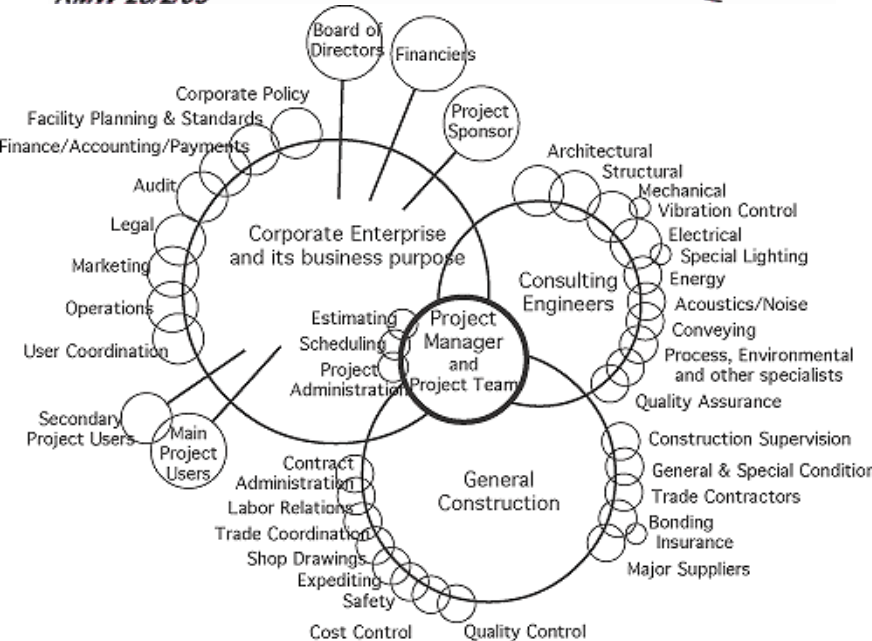 Board of
Directors
Financiers
Corporate Policy
Project
Sponsor
Facility Planning & Standards
Finance/Accounting/Payments
Audit
Legal
Marketing
Operations
User Coordination
Corporate Enterprise
and its business purpose
Architectural
Structural
Mechanical
Vibration Control
Electrical
Special Lighting
Energy
Acoustics/Noise
Conveying
Process, Environmental
and other specialists
Quality Assurance
Consulting
Engineers
Estimating
Scheduling
Project
Administration
Project
Manager
and
Project Team
Secondary
Project Users
Main
Project
Users
Contract
Administration
Labor Relations
Trade Coordination
Shop Drawings
Expediting
Safety
Cost Control
Quality Control
General
Construction
Construction Supervision
General & Special Condition
Trade Contractors
Bonding
Insurance
Major Suppliers